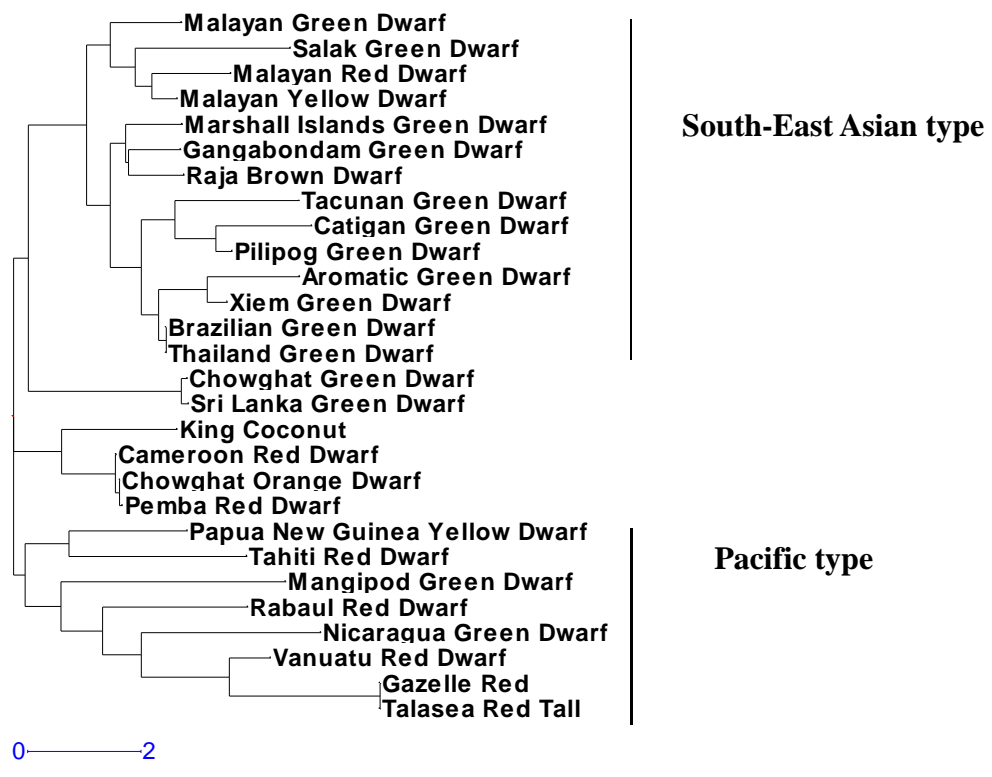 Malayan Green Dwarf
Salak Green Dwarf
Malayan Red Dwarf
Malayan Yellow Dwarf
Marshall Islands Green Dwarf
South-East Asian type
Gangabondam Green Dwarf
Raja Brown Dwarf
Tacunan Green Dwarf
Catigan Green Dwarf
Pilipog Green Dwarf
Aromatic Green Dwarf
Xiem Green Dwarf
Brazilian Green Dwarf
Thailand Green Dwarf
Chowghat Green Dwarf
Sri Lanka Green Dwarf
King Coconut
Cameroon Red Dwarf
Chowghat Orange Dwarf
Pemba Red Dwarf
Papua New Guinea Yellow Dwarf
Tahiti Red Dwarf
Pacific type
Mangipod Green Dwarf
Rabaul Red Dwarf
Nicaragua Green Dwarf
Vanuatu Red Dwarf
Gazelle Red
Talasea Red Tall
0 2